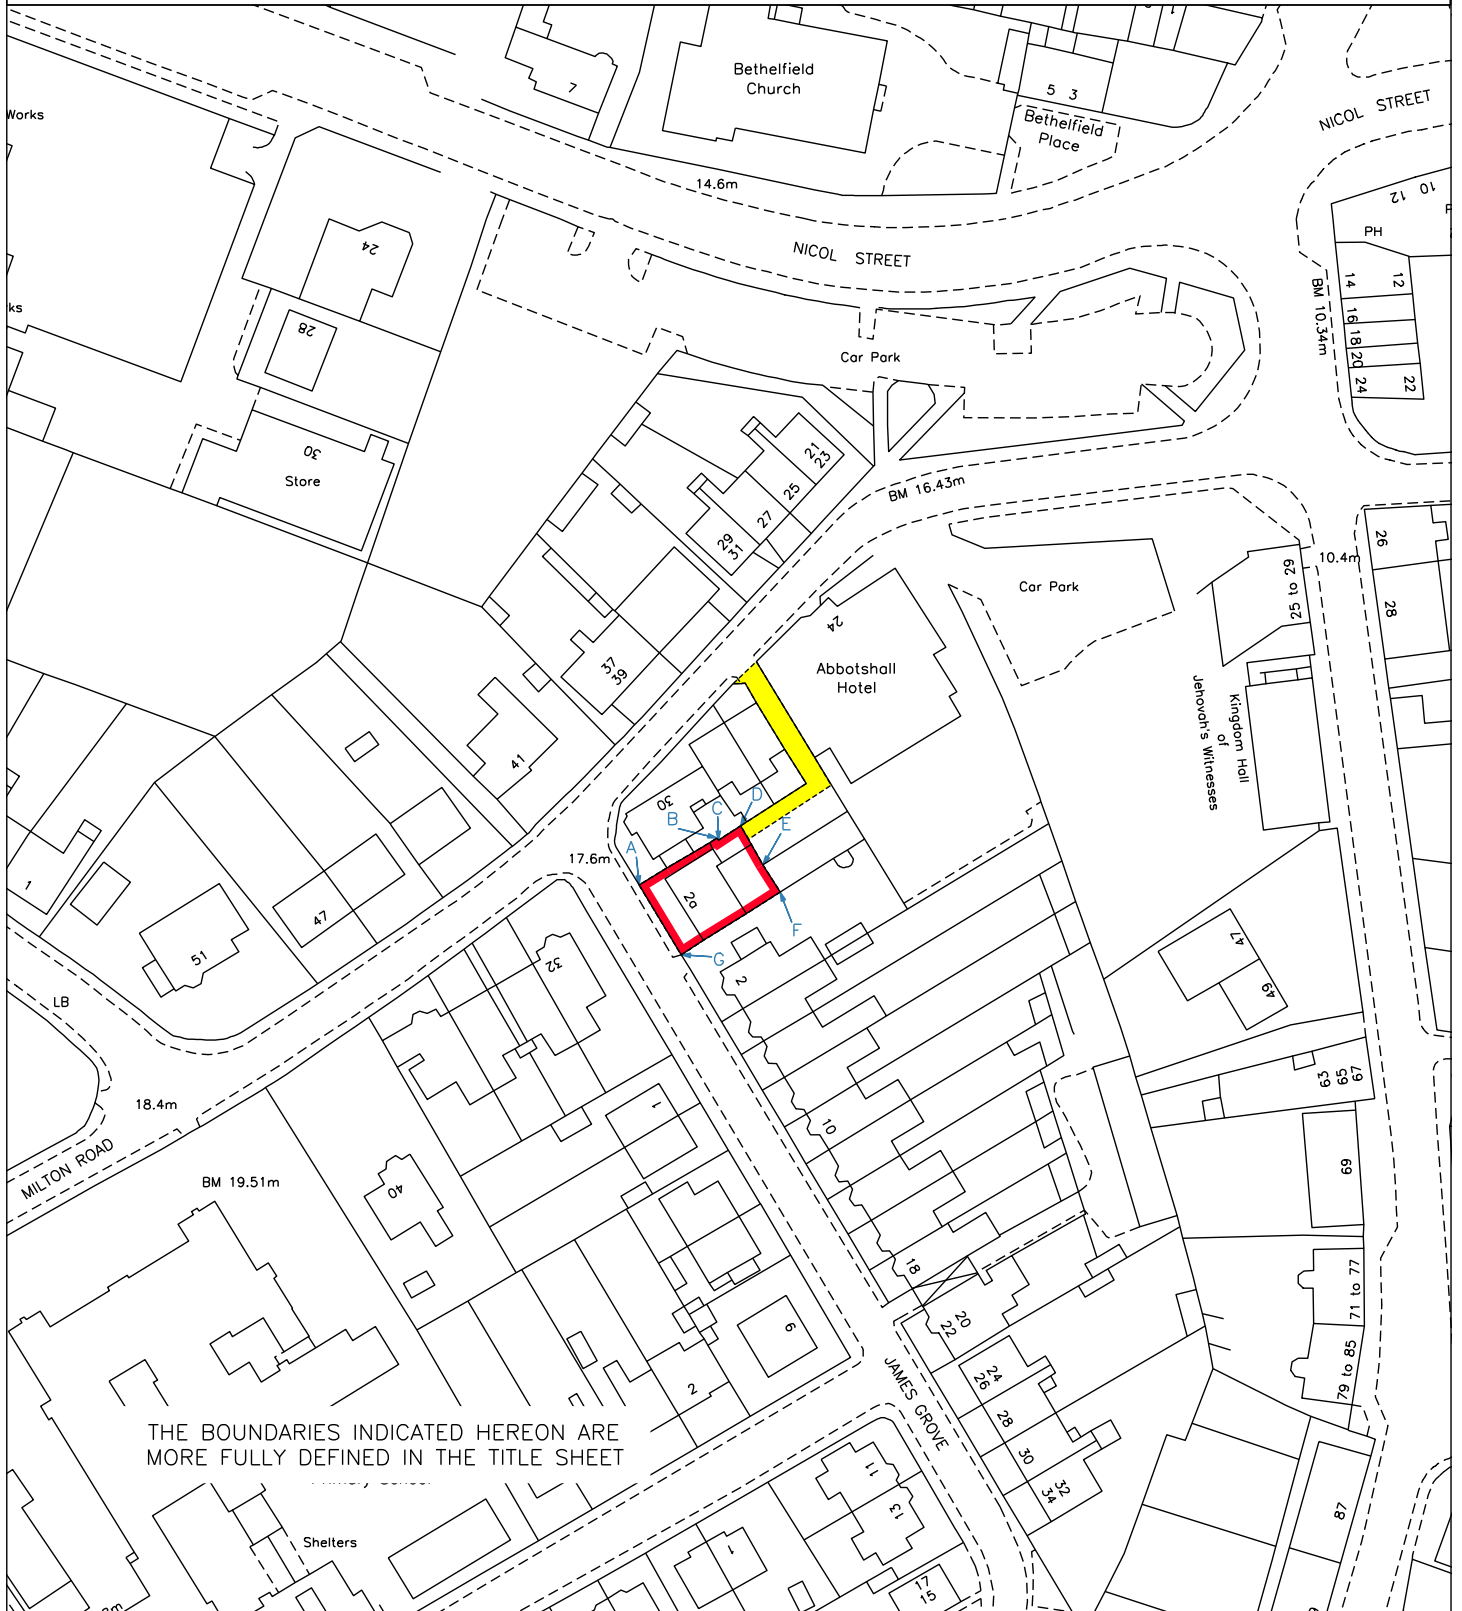 7
Bethelfield
Church
5 3
Bethelfield
Place
NICOL STREET
Works
14.6m
10 12
24
NICOL STREET
PH
14
12
BM 10.34m
28
16
18
20
24
22
Car Park
30
Store
21
23
25
27
29
31
BM 16.43m
26
10.4m
25 to 29
28
Car Park
24
Abbotshall
Hotel
37
39
Kingdom Hall
of
Jehovah's Witnesses
41
30
B
C
D
E
A
17.6m
2a
1
47
51
F
G
32
2
47
49
LB
18.4m
MILTON ROAD
BM 19.51m
1
10
63
65
67
40
69
18
20
22
71 to 77
6
2
24
26
28
30
32
34
79 to 85
JAMES GROVE
THE BOUNDARIES INDICATED HEREON ARE
MORE FULLY DEFINED IN THE TITLE SHEET
11
13
87
Shelters
1
17
15